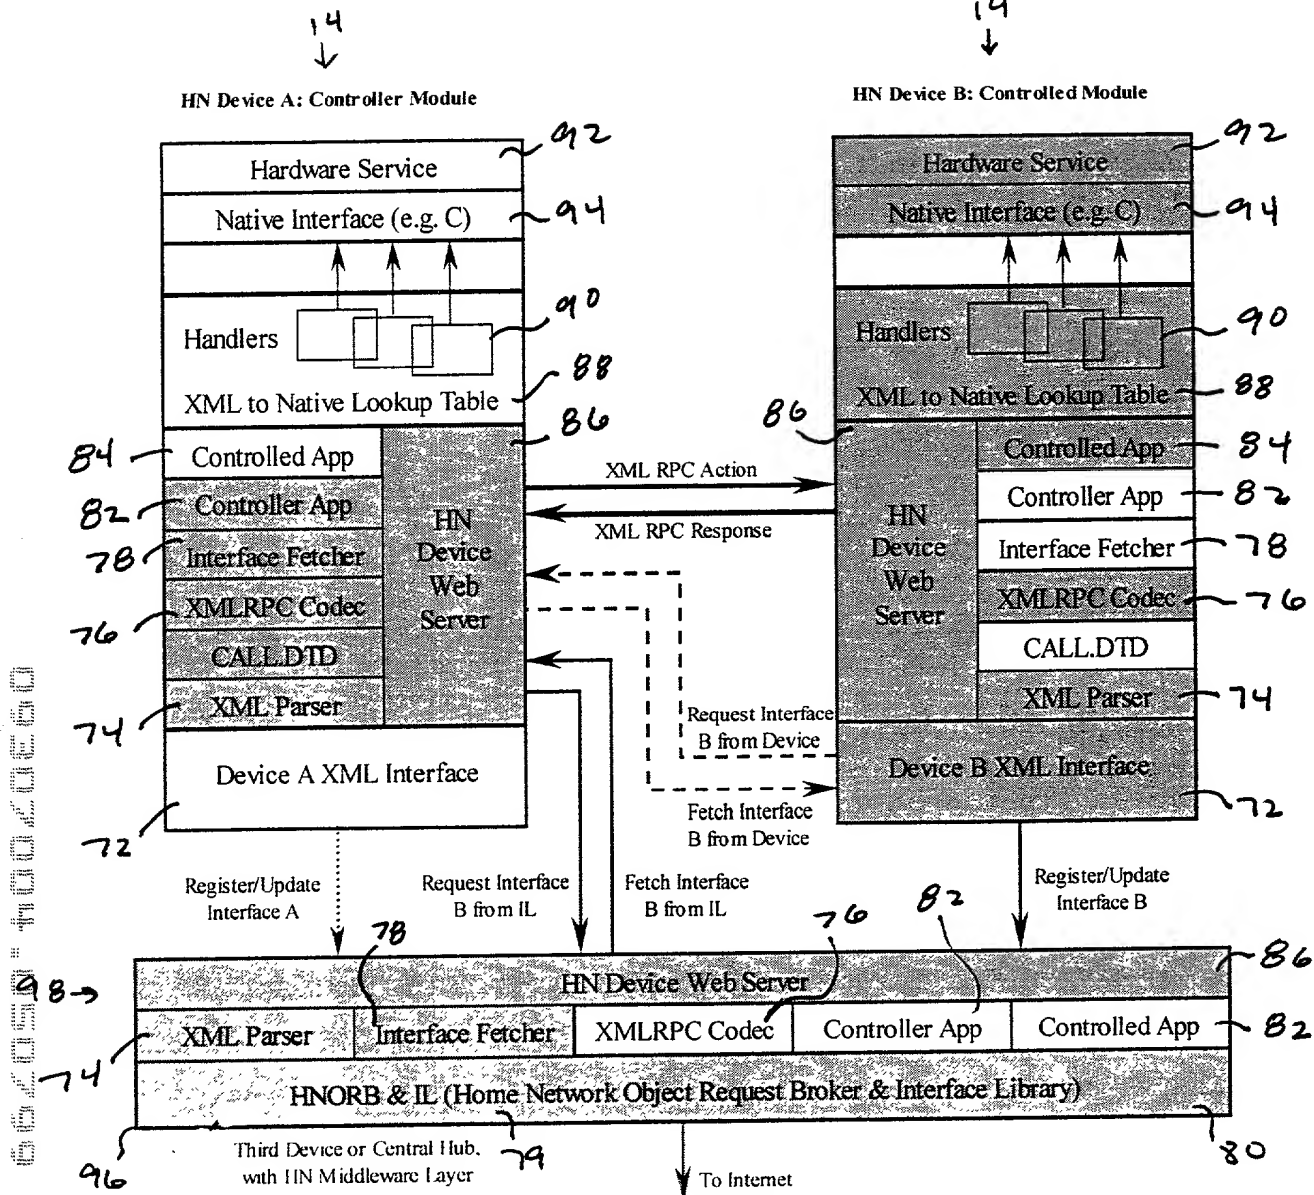 14
14
HN Device A: Controller Module
HN Device B: Controlled Module
Hardware Service
92
Native Interface (e.g. C)
94
Handlers
90
XML to Native Lookup Table
88
86
84
Controlled App
82
Controller App
78
Interface Fetcher
76
XMLRPC Codec
CALL.DTD
74
XML Parser
HN
Device
Web
Server
Device A XML Interface
72
XML RPC Action
XML RPC Response
Request Interface
B from Device
Fetch Interface
B from Device
Hardware Service
92
Native Interface (e.g. C)
94
Handlers
90
XML to Native Lookup Table
88
86
HN
Device
Web
Server
Controlled App
84
Controller App
82
Interface Fetcher
78
XMLRPC Codec
76
CALL.DTD
XML Parser
74
Device B XML Interface
72
Register/Update
Interface A
Request Interface
B from IL
Fetch Interface
B from IL
Register/Update
Interface B
78
76
82
98
HN Device Web Server
86
74
XML Parser
Interface Fetcher
XMLRPC Codec
Controller App
Controlled App
82
HNORB & IL (Home Network Object Request Broker & Interface Library)
96
79
80
Third Device or Central Hub,
with HN Middleware Layer
To Internet